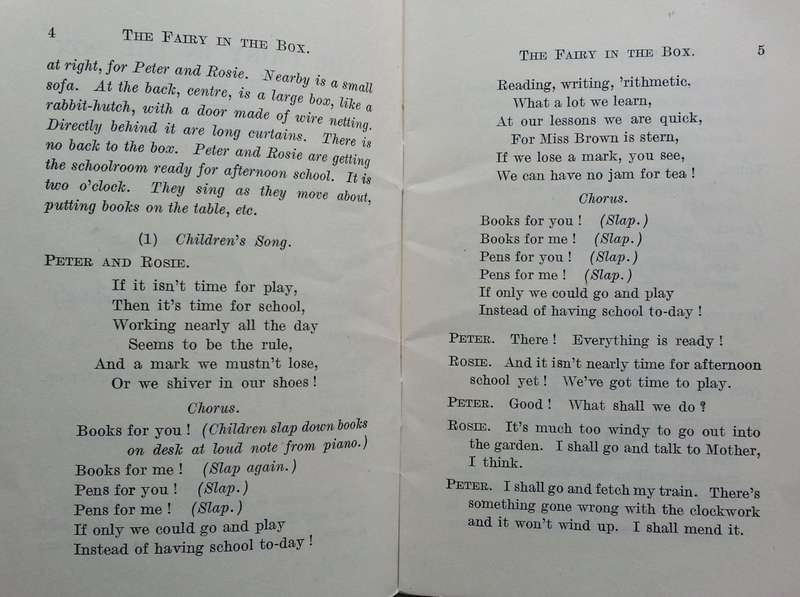 4
THE FAIRY IN THE BOX.
at right, for Peter and Rosie. Nearby is a small
sofa. At the back, centre, is a large box, like a
rabbit-hutch, with a door made of wire netting.
Directly behind it are long curtains. There is
no back to the box. Peter and Rosie are getting
the schoolroom ready for afternoon school. It is
two o'clock. They sing as they move about,
putting books on the table, etc.
(1) Children's Song.
PETER AND ROSIE.
If it isn't time for play,
Then it's time for school,
Working nearly all the day
Seems to be the rule,
And a mark we mustn't lose,
Or we shiver in our shoes !
Chorus.
Books for you ! (Children slap down books
on desk at loud note from piano.)
Books for me ! (Slap again.)
Pens for you ! (Slap.)
Pens for me ! (Slap.)
If only we could go and play
Instead of having school to-day !
THE FAIRY IN THE BOX.
5
Reading, writing, 'rithmetic,
What a lot we learn,
At our lessons we are quick,
For Miss Brown is stern,
If we lose a mark, you see,
We can have no jam for tea !
Chorus.
Books for you ! (Slap.)
Books for me ! (Slap.)
Pens for you ! (Slap.)
Pens for me ! (Slap.)
If only we could go and play
Instead of having school to-day !
PETER. There ! Everything is ready !
ROSIE. And it isn't nearly time for afternoon
school yet ! We've got time to play.
PETER. Good ! What shall we do ?
ROSIE. It's much too windy to go out into
the garden. I shall go and talk to Mother,
I think.
PETER. I shall go and fetch my train. There's
something gone wrong with the clockwork
and it won't wind up. I shall mend it.